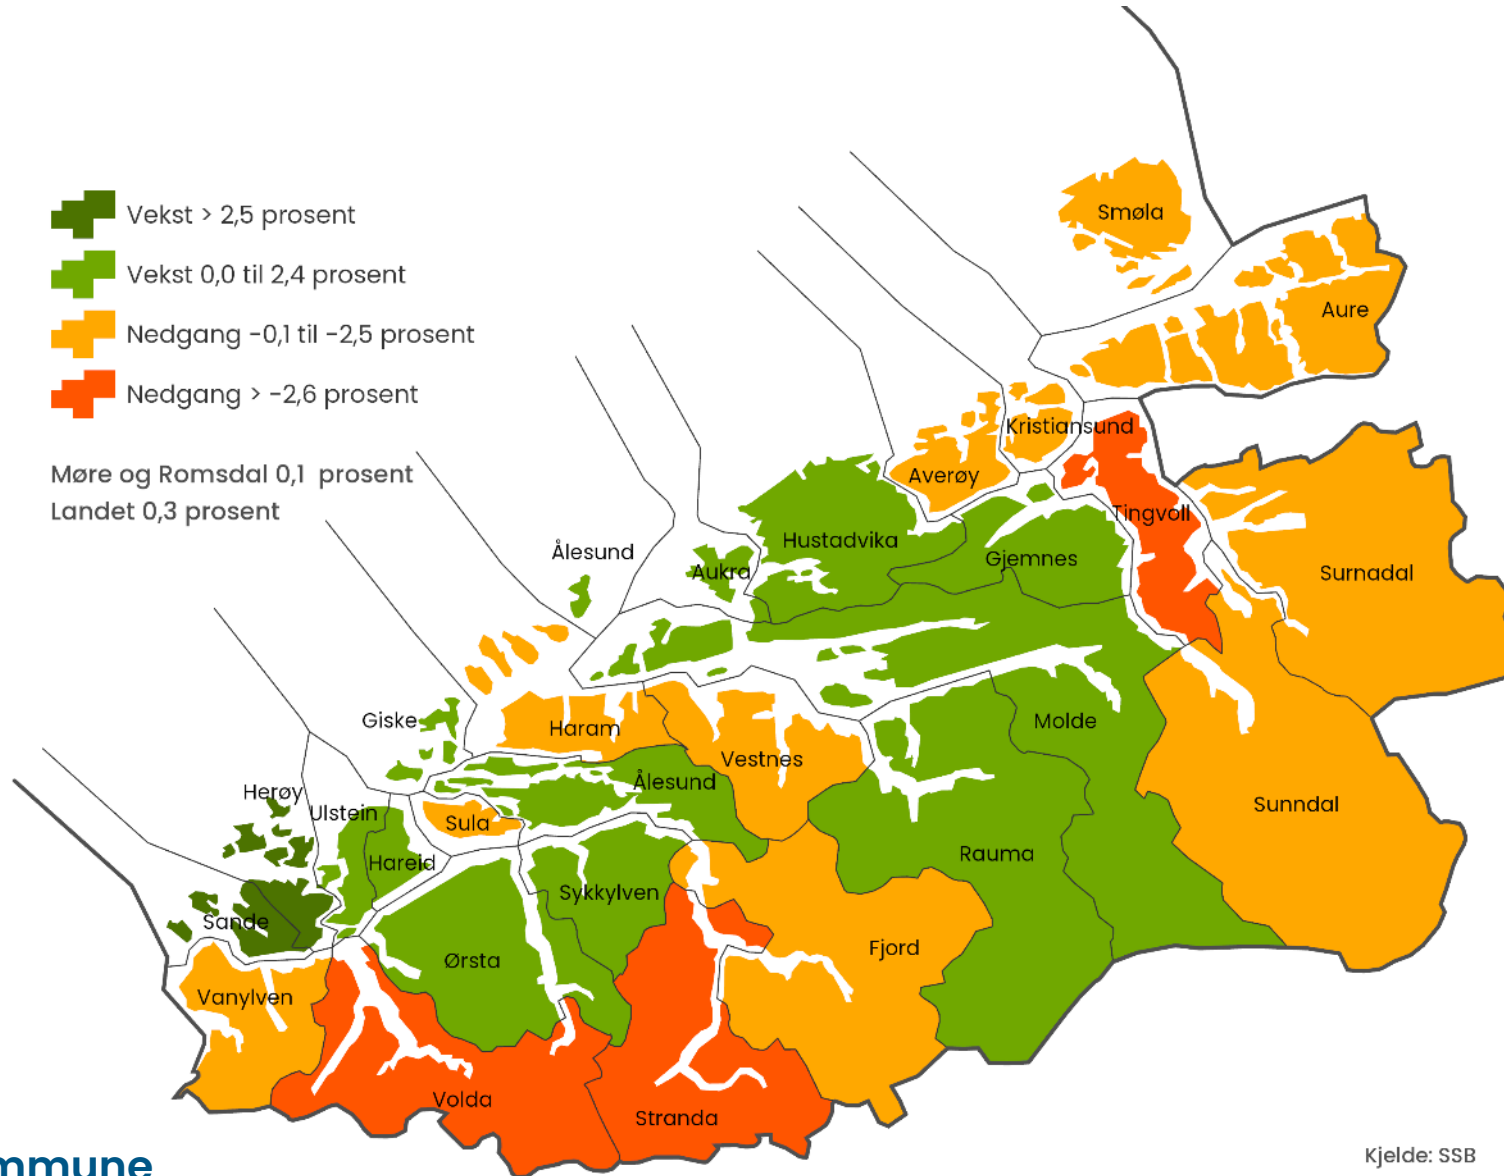 Vekst > 2,5 prosent
Vekst 0,0 til 2,4 prosent
Nedgang -0,1 til -2,5 prosent
Nedgang > -2,6 prosent
Møre og Romsdal 0,1 prosent
Landet 0,3 prosent
Smøla
Aure
Kristiansund
Averøy
Tingvoll
Hustadvika
Ålesund
Gjemnes
Aukra
Surnadal
Giske
Haram
Molde
Vestnes
Ålesund
Herøy
Ulstein
Sula
Sunndal
Hareid
Rauma
Sykkylven
Sande
Fjord
Ørsta
Vanylven
Volda
Stranda
Kjelde: SSB
mmune